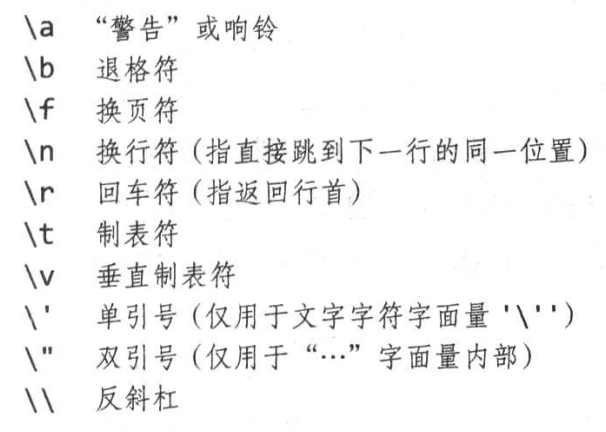 \a “警告”或响铃
\b 退格符
\f 换页符
\n 换行符(指直接跳到下一行的同一位置)
\r 回车符(指返回行首)
\t 制表符
\v 垂直制表符
\' 单引号(仅用于文字字符字面量 '\'')
\" 双引号(仅用于“…”字面量内部)
\\ 反斜杠